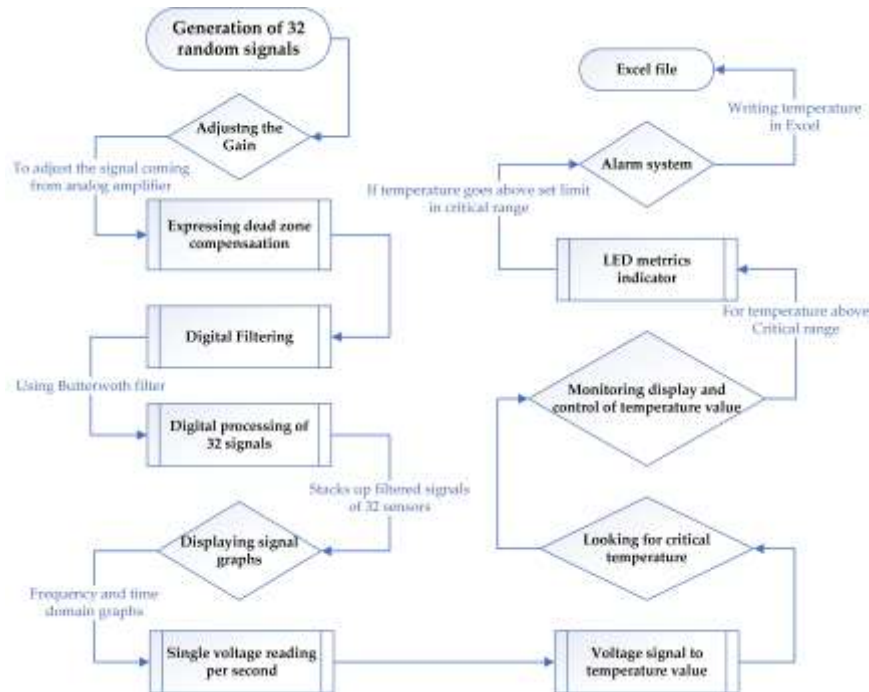 Generation of 32
random signals
Adjustng the
Gain
To adjust the signal coming
from analog amplifier
Expressing dead zone
compensaation
Digital Filtering
Using Butterwoth filter
Digital processing of
32 signals
Stacks up filtered signals
of 32 sensors
Displaying signal
graphs
Frequency and time
domain graphs
Single voltage reading
per second
Voltage signal to
temperature value
Looking for critical
temperature
Monitoring display and
control of temperature value
For temperature above
Critical range
LED metrrics
indicator
If temperature goes above set limit
in critical range
Alarm system
Writing temperature
in Excel
Excel file